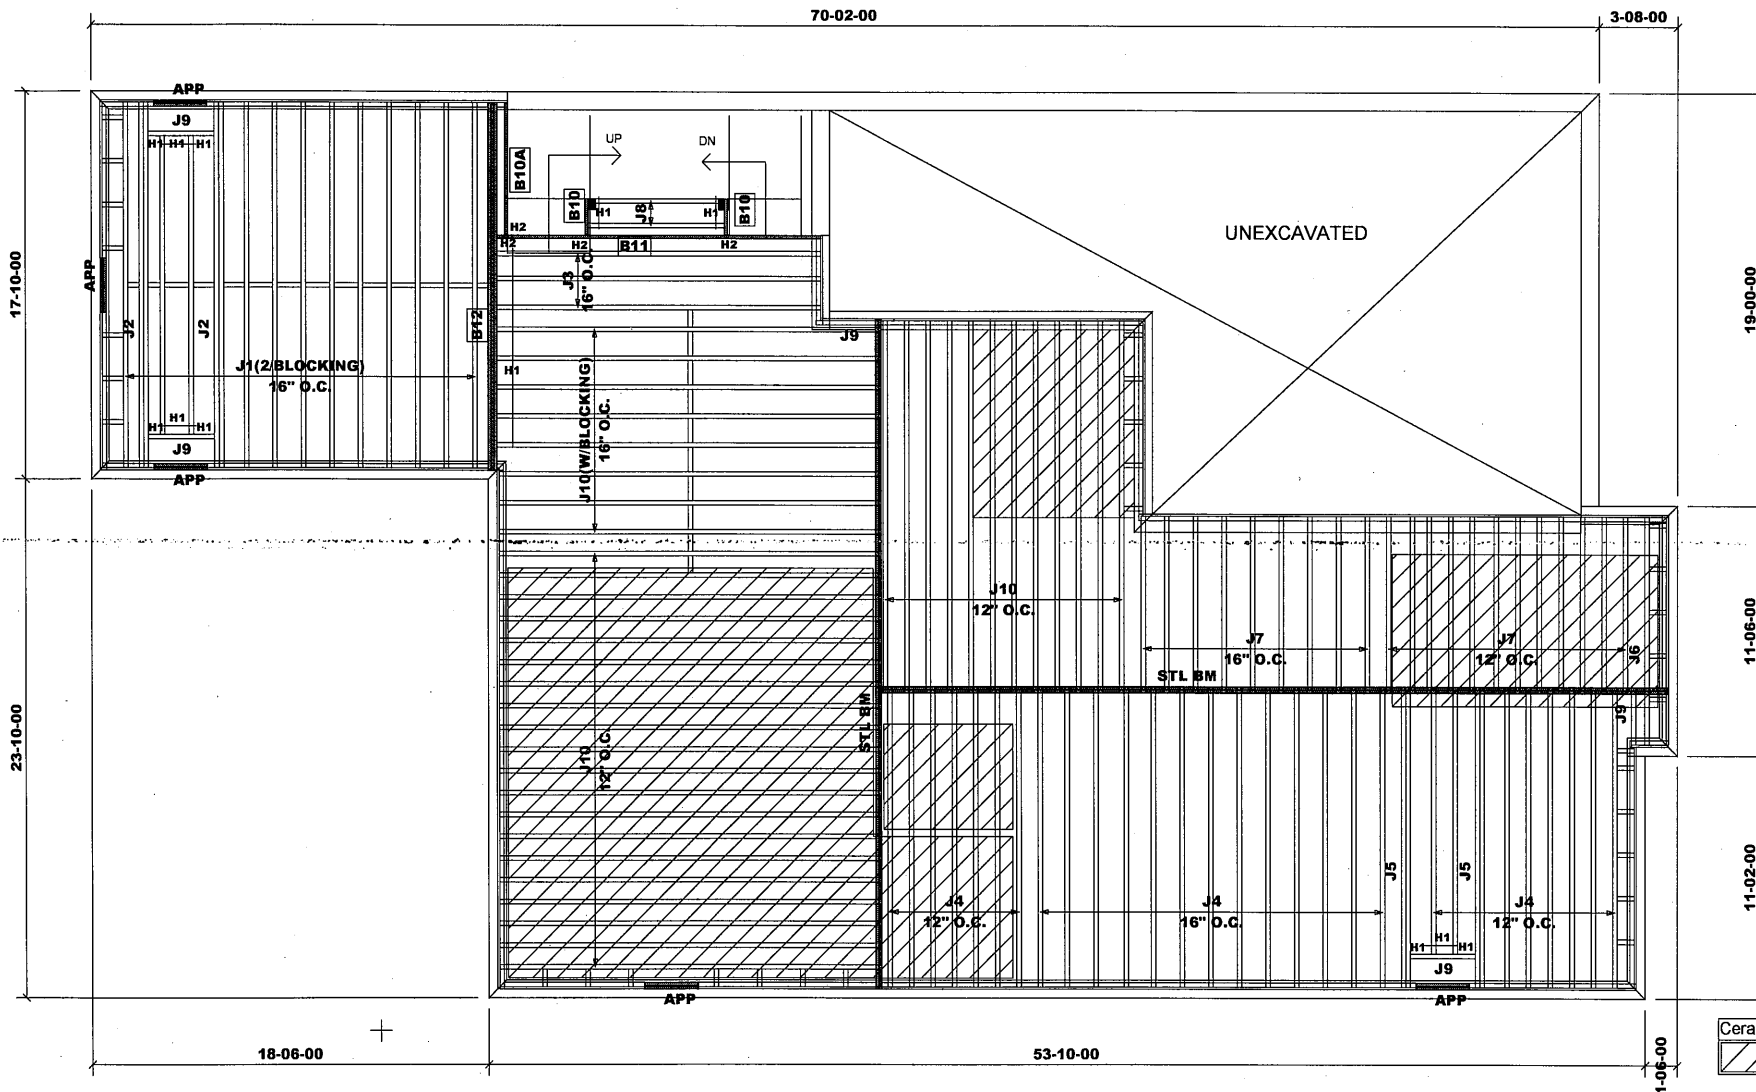 70-02-00
3-08-00
APP
J9
H1 H1 H1
UP
DN
B10A
B10
H1
J8
H1
B10
H2
H2
H2
B11
H2
UNEXCAVATED
17-10-00
19-00-00
APP
J3
16" O.C.
J2
J2
B12
J9
J1(2/BLOCKING)
16" O.C.
H1
J10(W/BLOCKING)
16" O.C.
H1
H1
H1
J9
APP
J10
12" O.C.
J7
16" O.C.
J7
12" O.C.
J6
11-06-00
STL BM
STL BM
J9
23-10-00
J10
12" O.C.
J5
J5
J4
12" O.C.
J4
16" O.C.
J4
12" O.C.
11-02-00
H1
H1
H1
J9
APP
APP
Cera
18-06-00
53-10-00
1-06-00